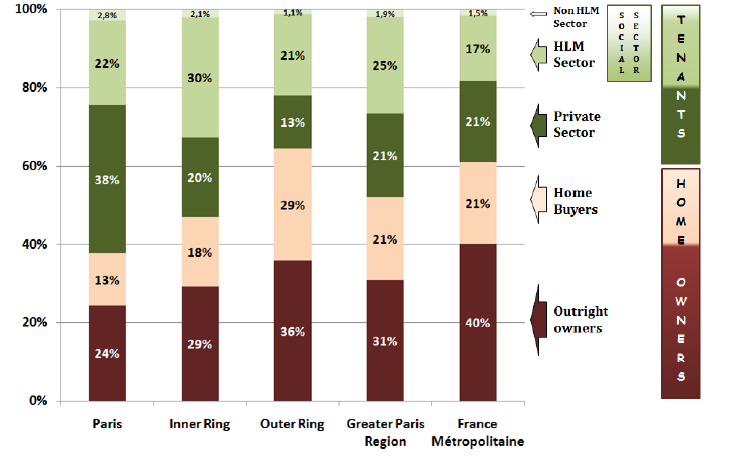 100%
80%
60%
40%
20%
0%
2,8%
22%
38%
13%
24%
2,1%
30%
20%
18%
29%
1,1%
21%
13%
29%
36%
1,9%
25%
21%
21%
31%
1,5%
17%
21%
21%
40%
Paris
Inner Ring
Outer Ring
Greater Paris
Region
France
Métropolitaine
Non HLM
Sector
HLM
Sector
Private
Sector
Home
Buyers
Outright
owners
SOCIAL
SECTOR
TENANTS
HOME OWNERS